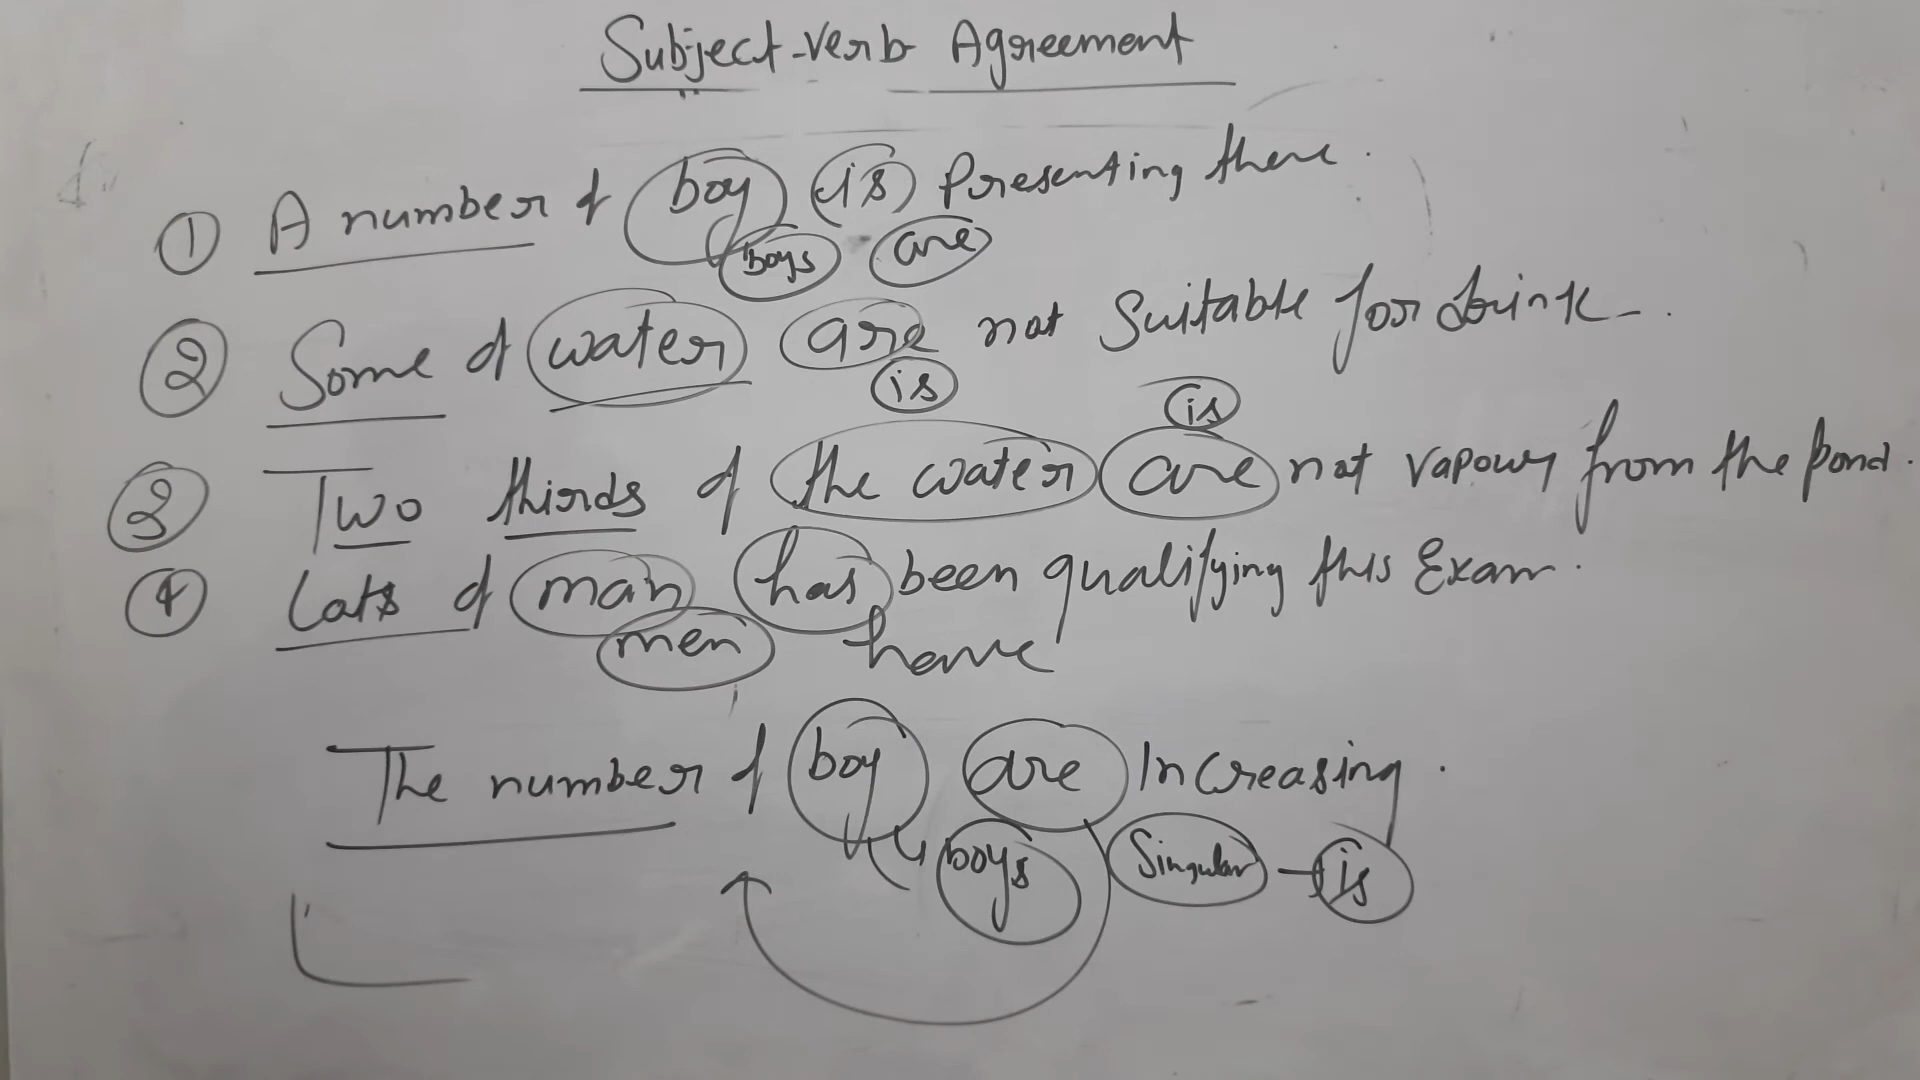 Subject-verb Agreement
① A number of boy is Presenting there.
boys are
② Some of water are not Suitable for drink.
is
is
③ Two thirds of the water are not vapour from the pond.
④ Lots of man has been qualifying this Exam.
men have
The number of boy are Increasing.
boys Singular - is